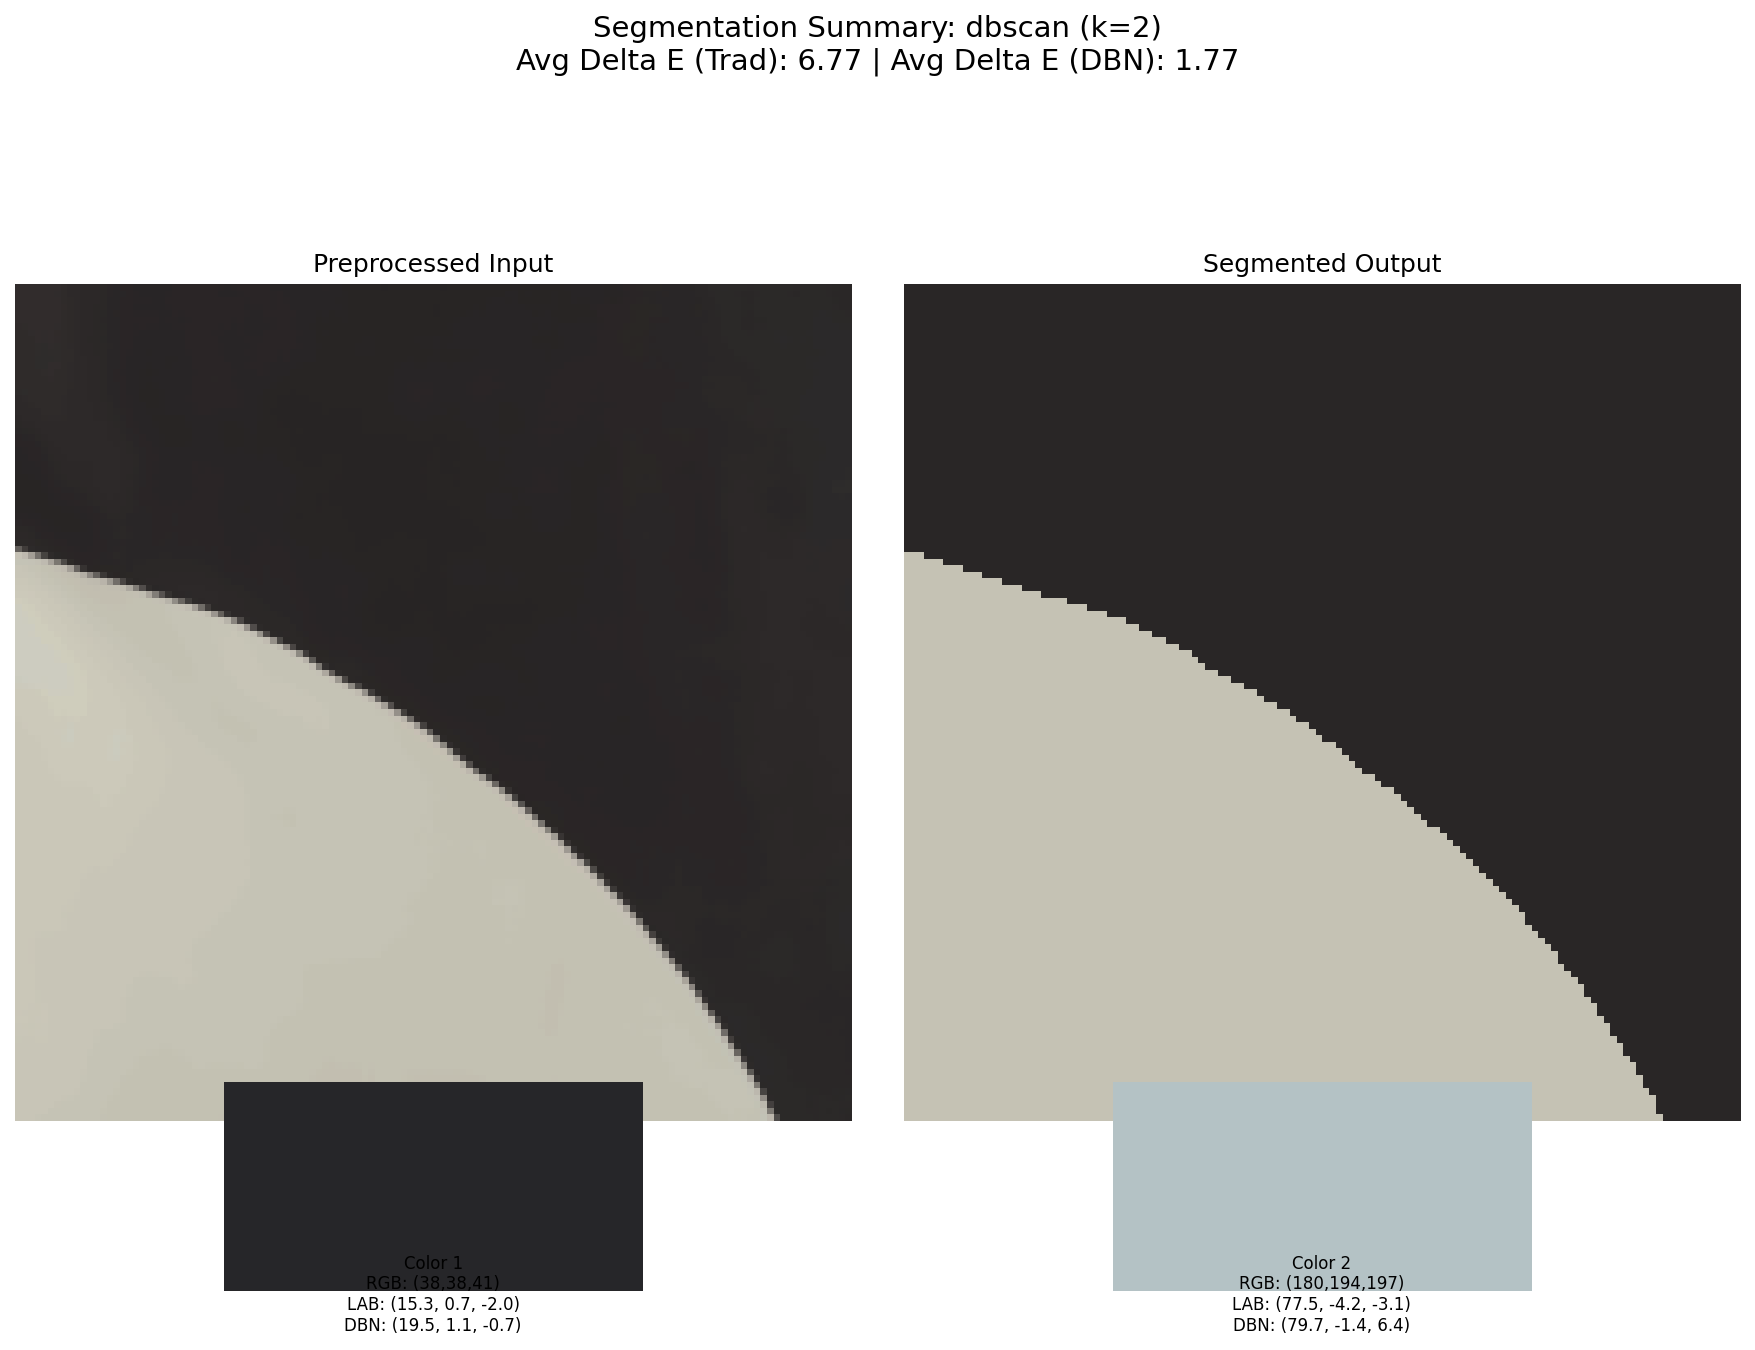 Segmentation Summary: dbscan (k=2)
Avg Delta E (Trad): 6.77 | Avg Delta E (DBN): 1.77
Preprocessed Input
Segmented Output
Color 1
RGB: (38,38,41)
LAB: (15.3, 0.7, -2.0)
DBN: (19.5, 1.1, -0.7)
Color 2
RGB: (180,194,197)
LAB: (77.5, -4.2, -3.1)
DBN: (79.7, -1.4, 6.4)